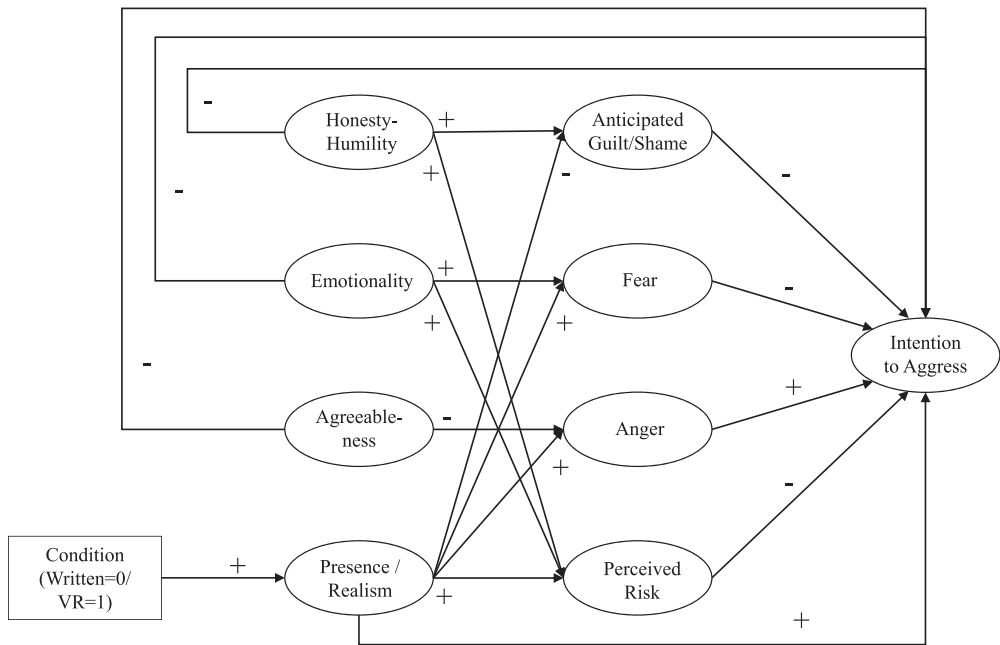 -
Honesty-
Humility
+
+
Anticipated
Guilt/Shame
-
-
-
Emotionality
+
+
Fear
+
-
Intention
to Aggress
-
Agreeable-
ness
-
Anger
+
+
-
Condition
(Written=0/
VR=1)
+
Presence /
Realism
+
Perceived
Risk
+